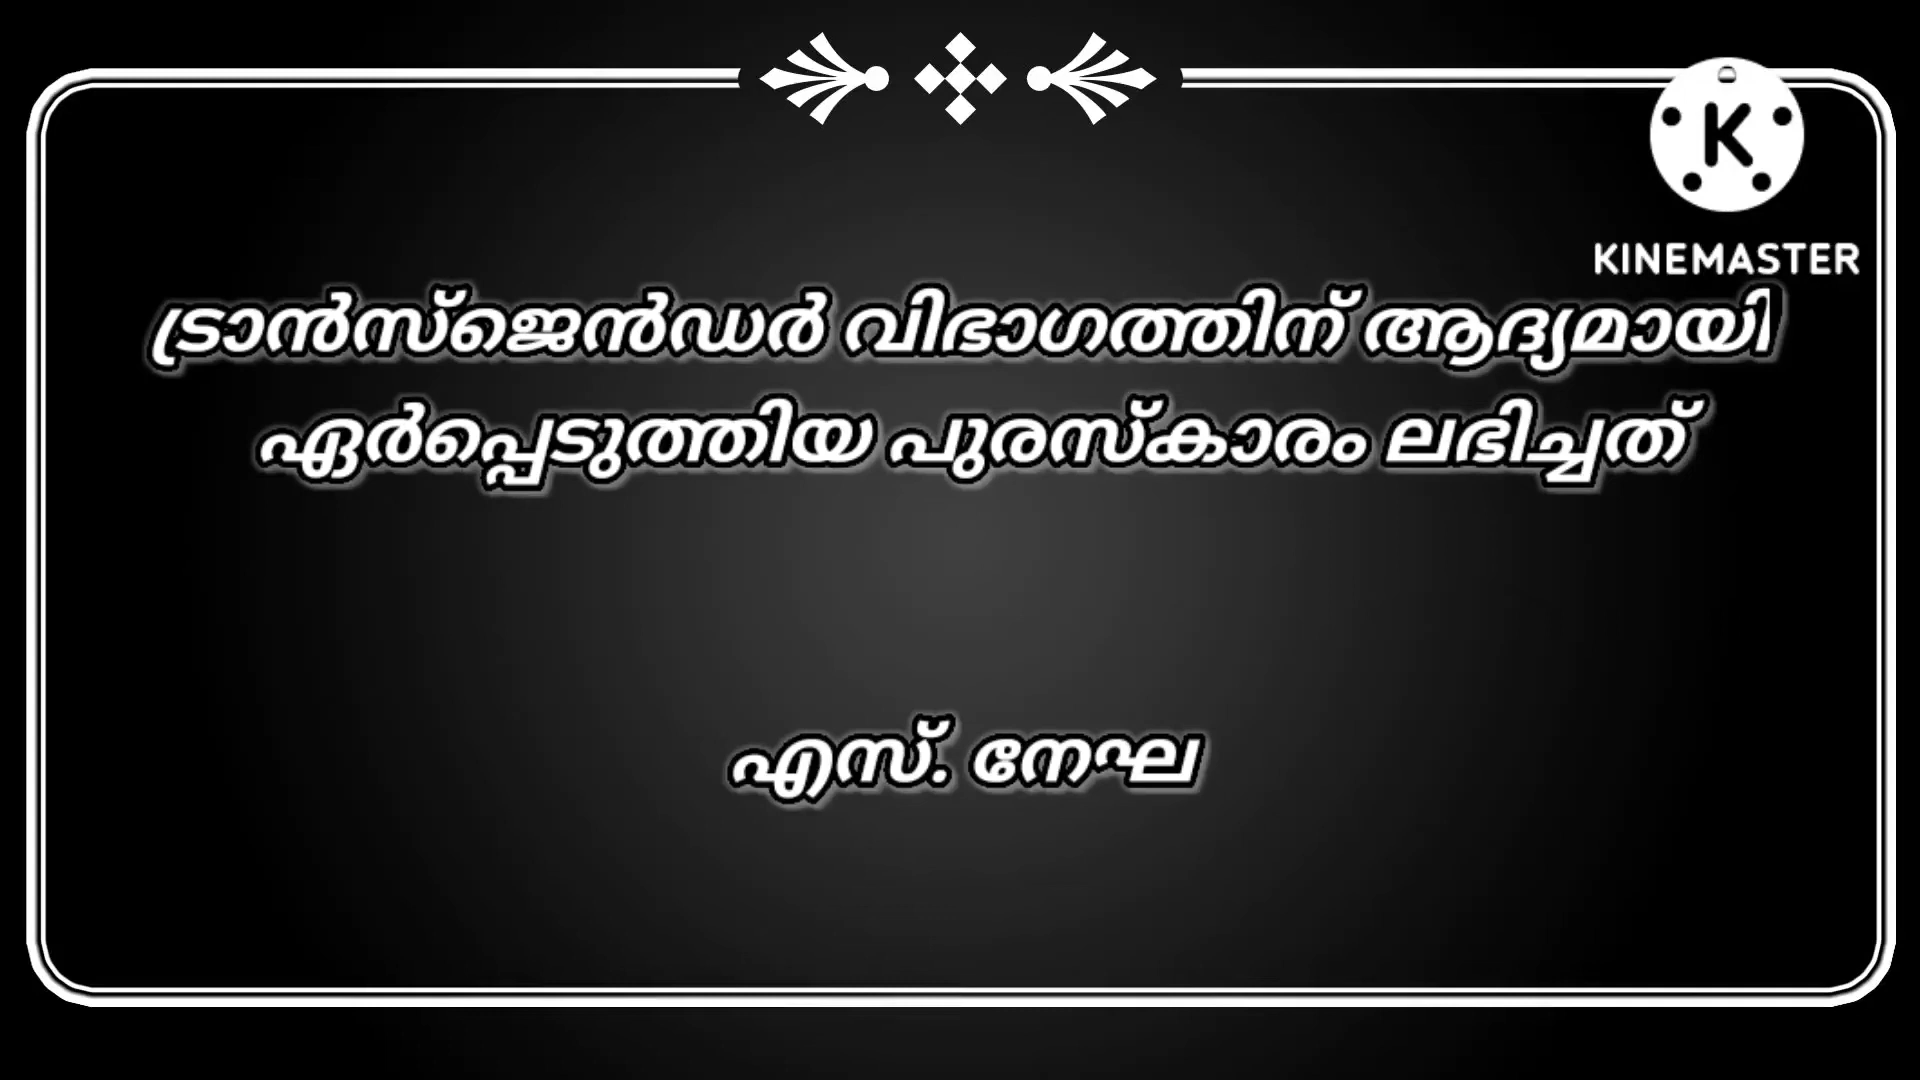 K
KINEMASTER
ട്രാൻസ്ജെൻഡർ വിഭാഗത്തിന് ആദ്യമായി
ഏർപ്പെടുത്തിയ പുരസ്കാരം ലഭിച്ചത്
എസ്. നേഘ